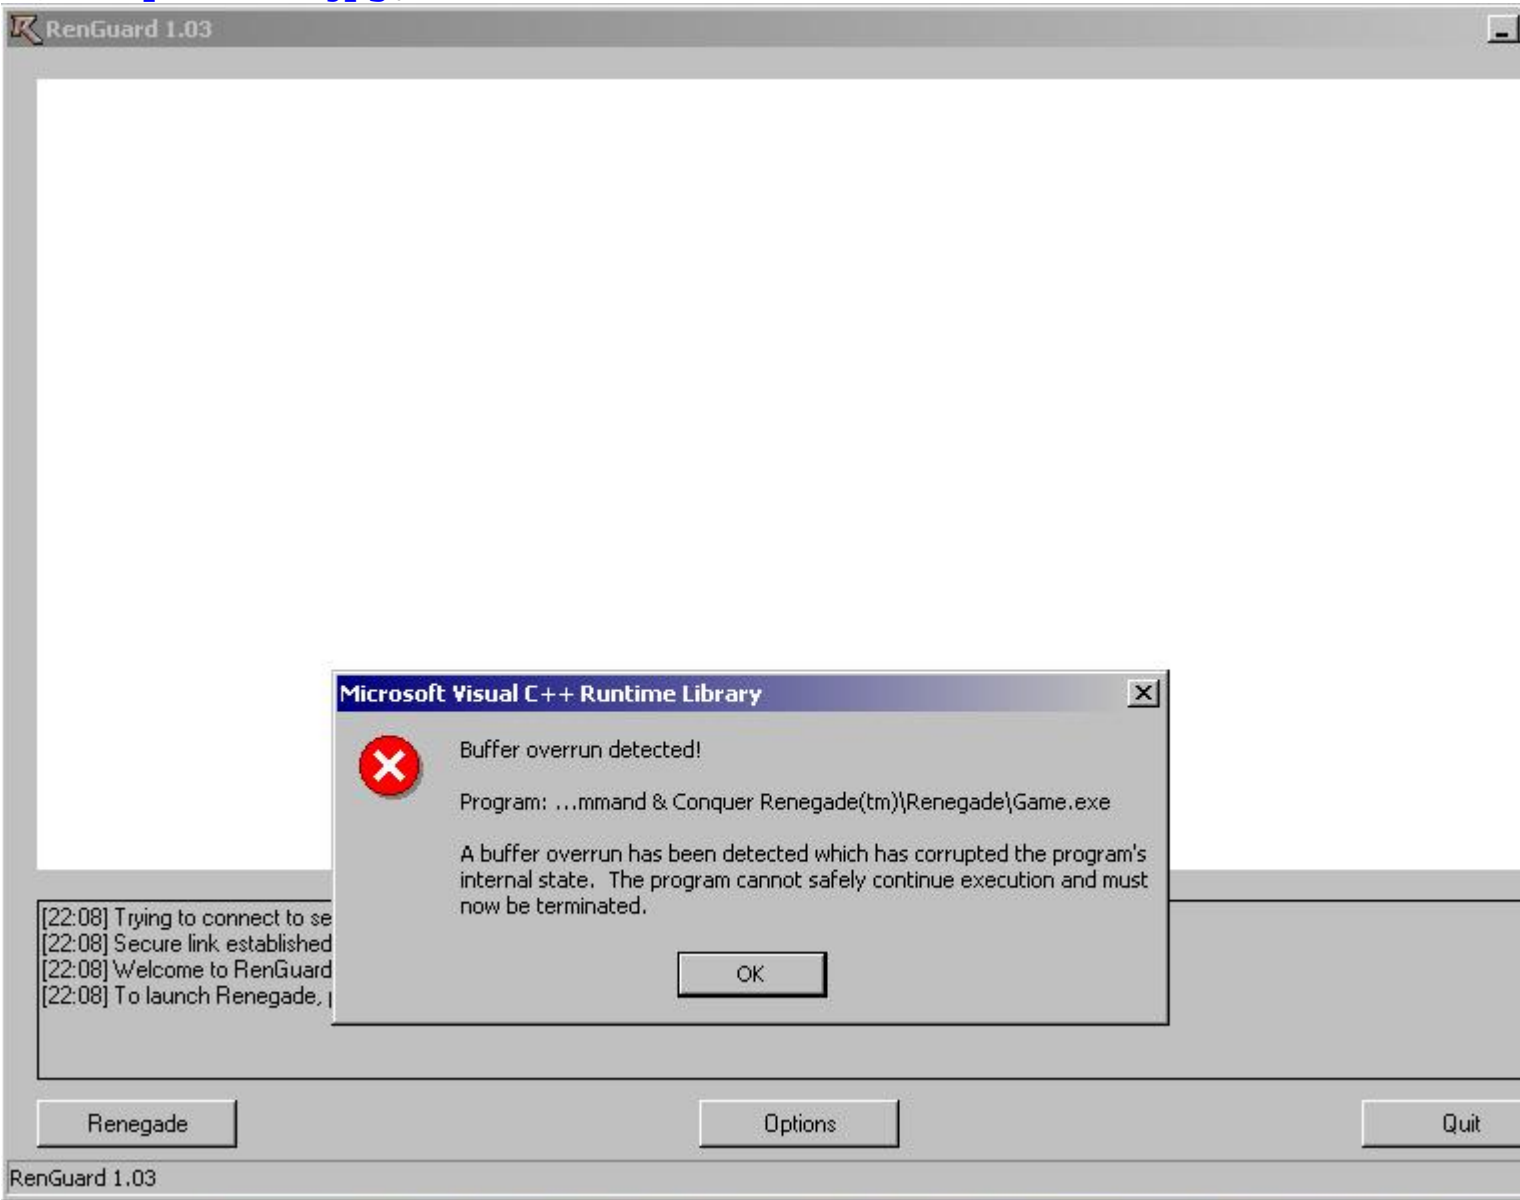 RenGuard 1.03
Microsoft Visual C++ Runtime Library
Buffer overrun detected!
Program: ...mmand & Conquer Renegade(tm)\Renegade\Game.exe
A buffer overrun has been detected which has corrupted the program's
internal state. The program cannot safely continue execution and must
now be terminated.
OK
[22:08] Trying to connect to se
[22:08] Secure link established
[22:08] Welcome to RenGuard
[22:08] To launch Renegade,
Renegade
Options
Quit
RenGuard 1.03